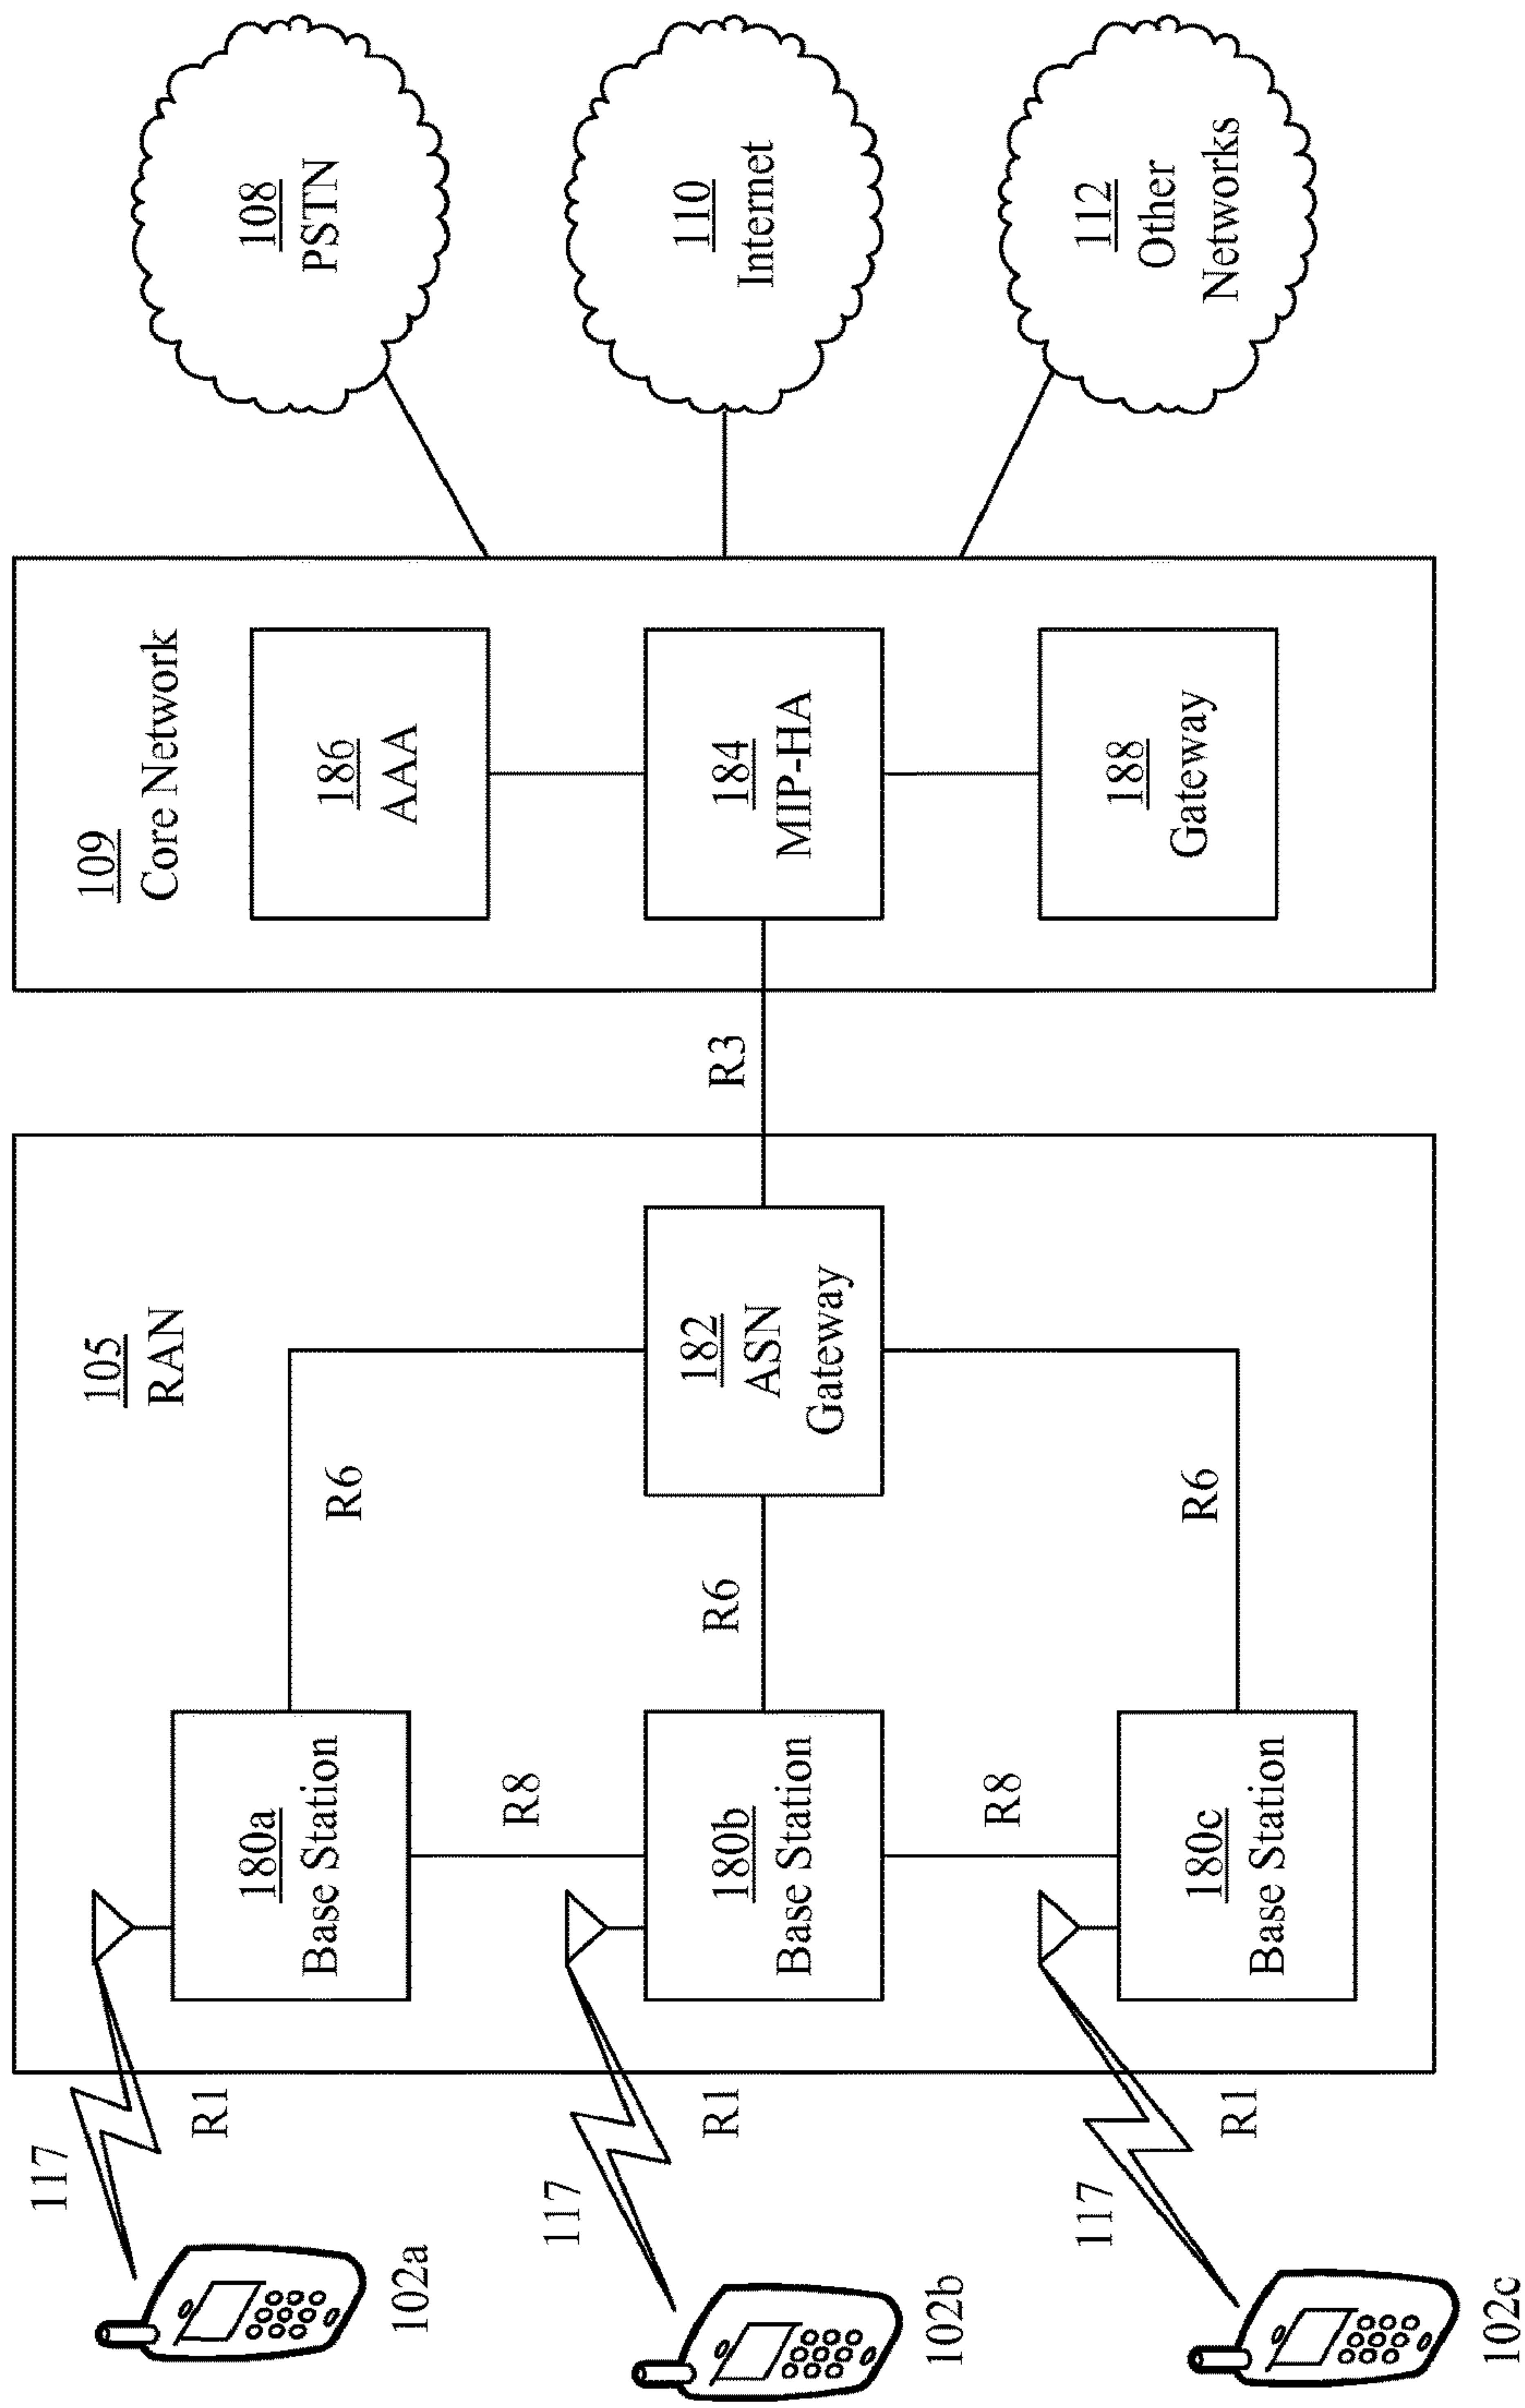 117
R1
102a
117
R1
102b
117
R1
102c
105
RAN
180a
Base Station
R8
180b
Base Station
R8
180c
Base Station
R6
R6
R6
182
ASN
Gateway
R3
109
Core Network
186
AAA
184
MIP-HA
188
Gateway
108
PSTN
110
Internet
112
Other
Networks